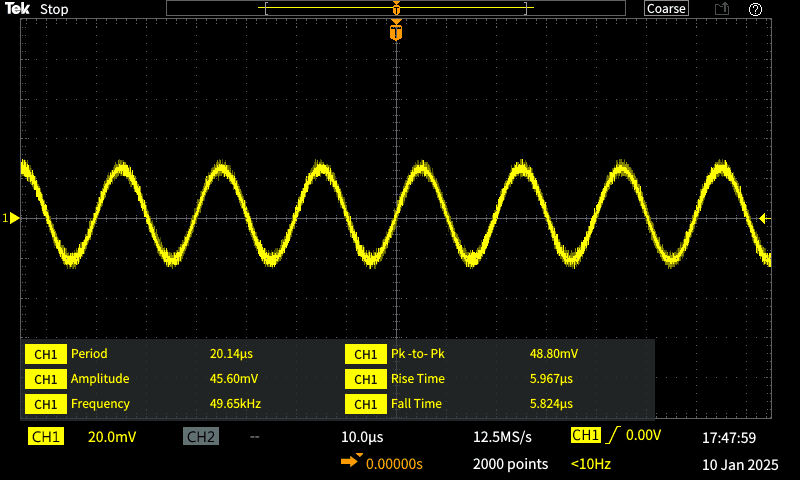 Tek Stop T Coarse ?
T
1
CH1 Period 20.14µs CH1 Pk -to- Pk 48.80mV
CH1 Amplitude 45.60mV CH1 Rise Time 5.967µs
CH1 Frequency 49.65kHz CH1 Fall Time 5.824µs
CH1 20.0mV CH2 -- 10.0µs 12.5MS/s CH1 0.00V 17:47:59
0.00000s 2000 points <10Hz 10 Jan 2025